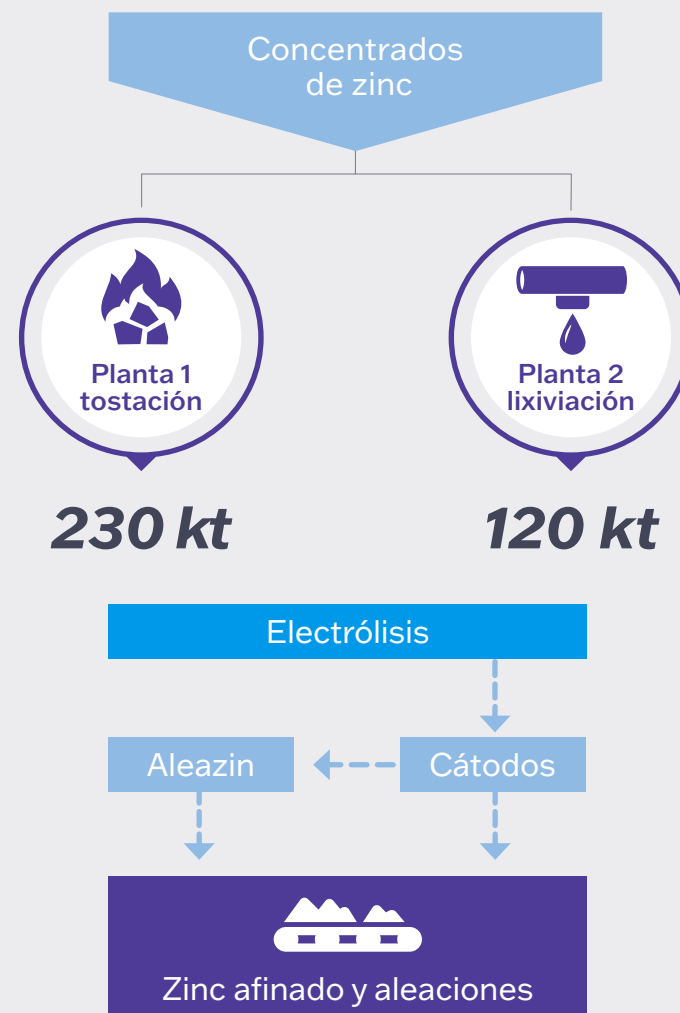 Concentrados
de zinc
Planta 1
tostación
Planta 2
lixiviación
230 kt
120 kt
Electrólisis
Aleazin
Cátodos
Zinc afinado y aleaciones